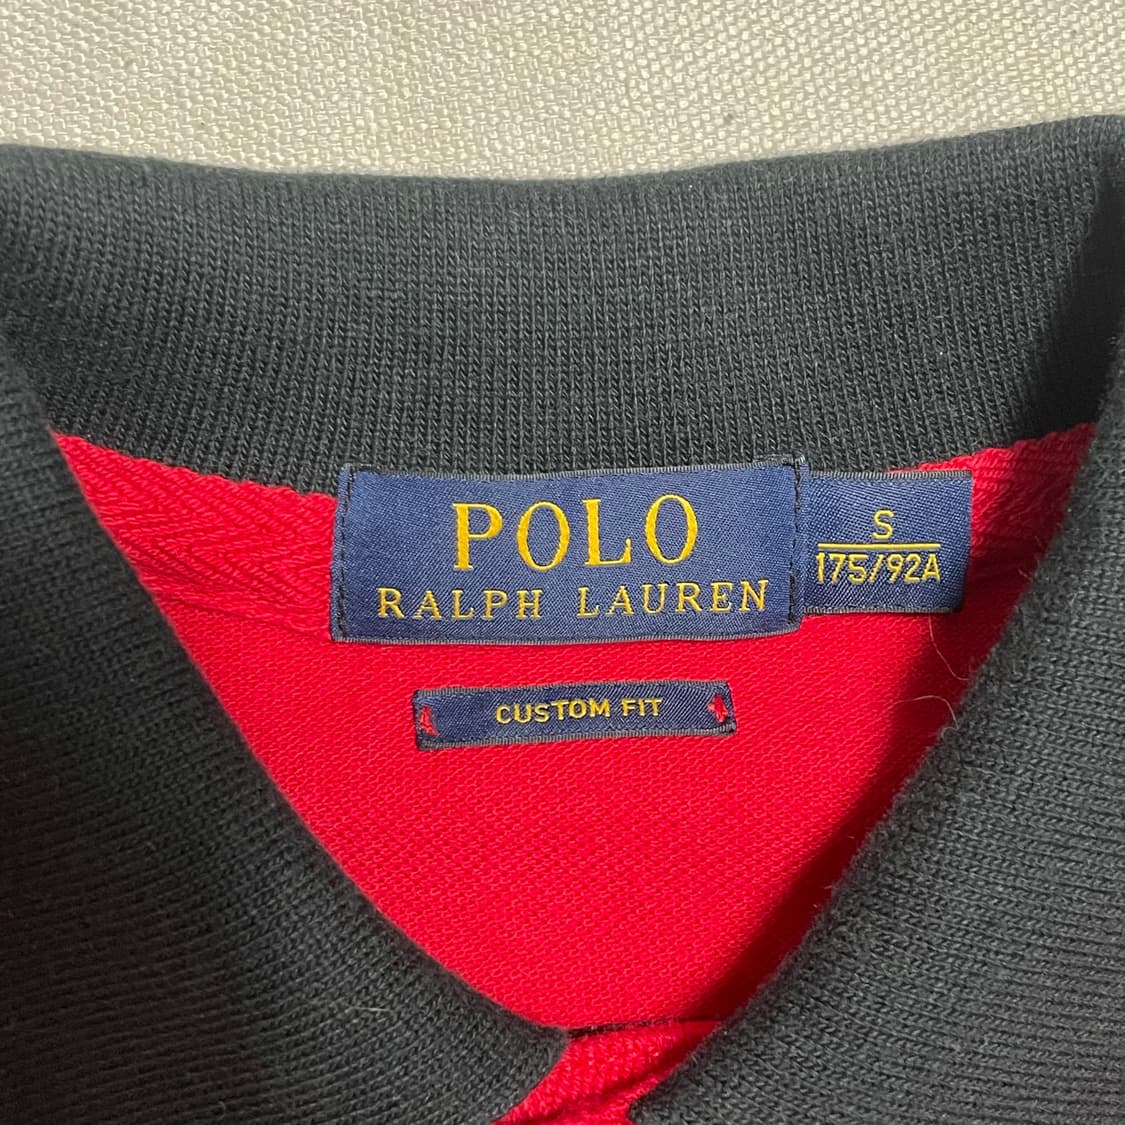 POLO
RALPH LAUREN
S
175/92A
CUSTOM FIT